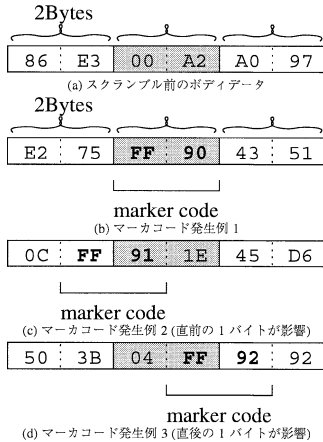 2Bytes
86 E3 00 A2 A0 97
(a) スクランブル前のボディデータ
2Bytes
E2 75 FF 90 43 51
marker code
(b) マーカコード発生例 1
0C FF 91 1E 45 D6
marker code
(c) マーカコード発生例 2 (直前の 1 バイトが影響)
50 3B 04 FF 92 92
marker code
(d) マーカコード発生例 3 (直後の 1 バイトが影響)